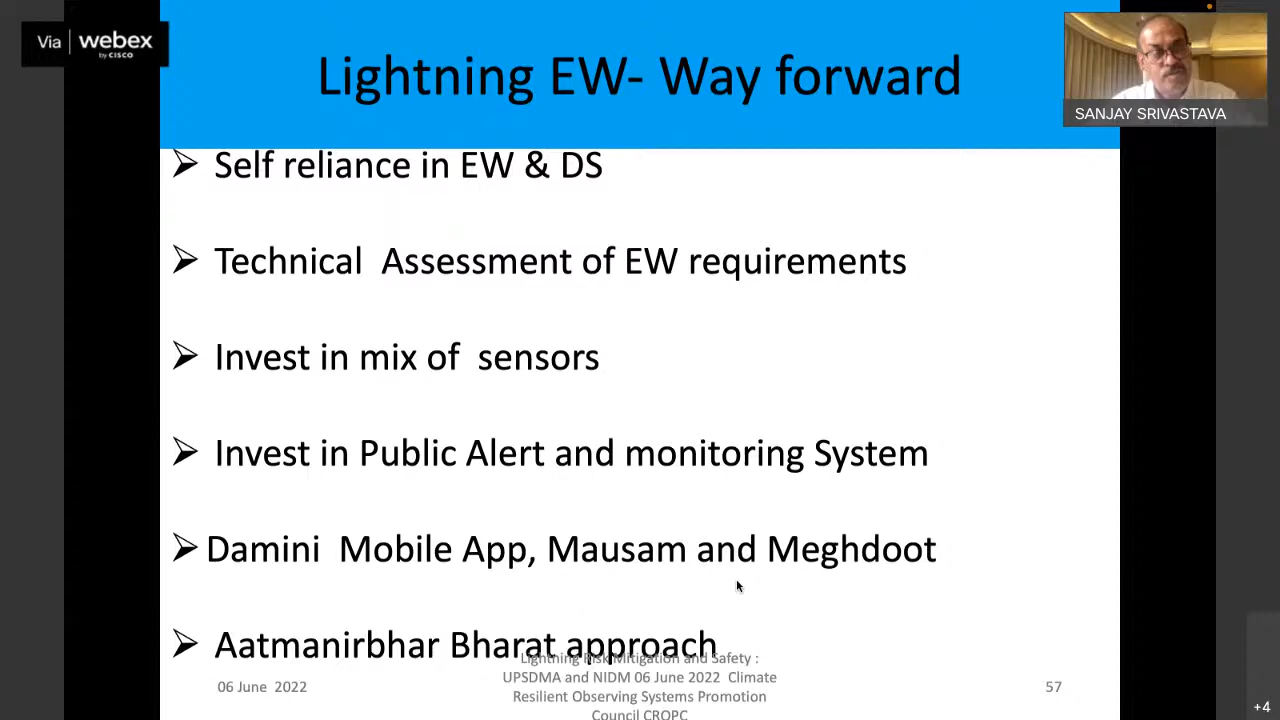 Via webex
by CISCO
Lightning EW- Way forward
SANJAY SRIVASTAVA
➢ Self reliance in EW & DS
➢ Technical Assessment of EW requirements
➢ Invest in mix of sensors
➢ Invest in Public Alert and monitoring System
➢ Damini Mobile App, Mausam and Meghdoot
➢ Aatmanirbhar Bharat approach
06 June 2022
Lightning Risk Mitigation and Safety :
UPSDMA and NIDM 06 June 2022 Climate
Resilient Observing Systems Promotion
Council CROPC
57
+4